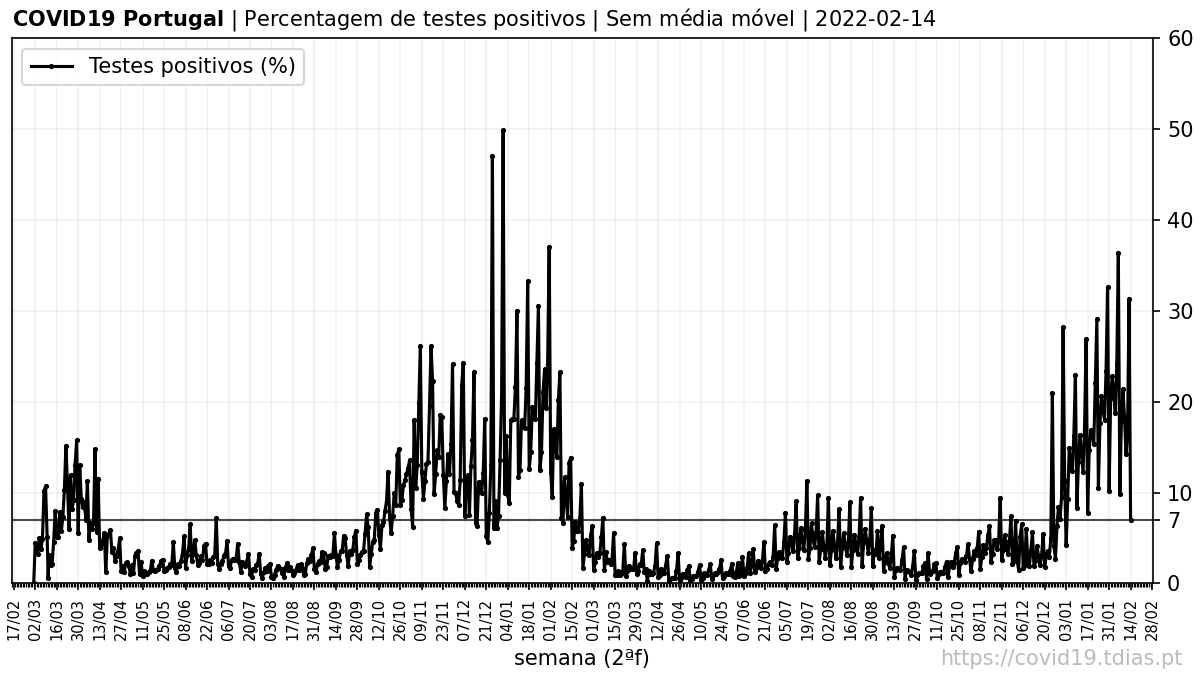 COVID19 Portugal | Percentagem de testes positivos | Sem média móvel | 2022-02-14
Testes positivos (%)
60
50
40
30
20
10
7
0
17/02 02/03 16/03 30/03 13/04 27/04 11/05 25/05 08/06 22/06 06/07 20/07 03/08 17/08 31/08 14/09 28/09 12/10 26/10 09/11 23/11 07/12 21/12 04/01 18/01 01/02 15/02 01/03 15/03 29/03 12/04 26/04 10/05 24/05 07/06 21/06 05/07 19/07 02/08 16/08 30/08 13/09 27/09 11/10 25/10 08/11 22/11 06/12 20/12 03/01 17/01 31/01 14/02 28/02
semana (2ªf)
https://covid19.tdias.pt